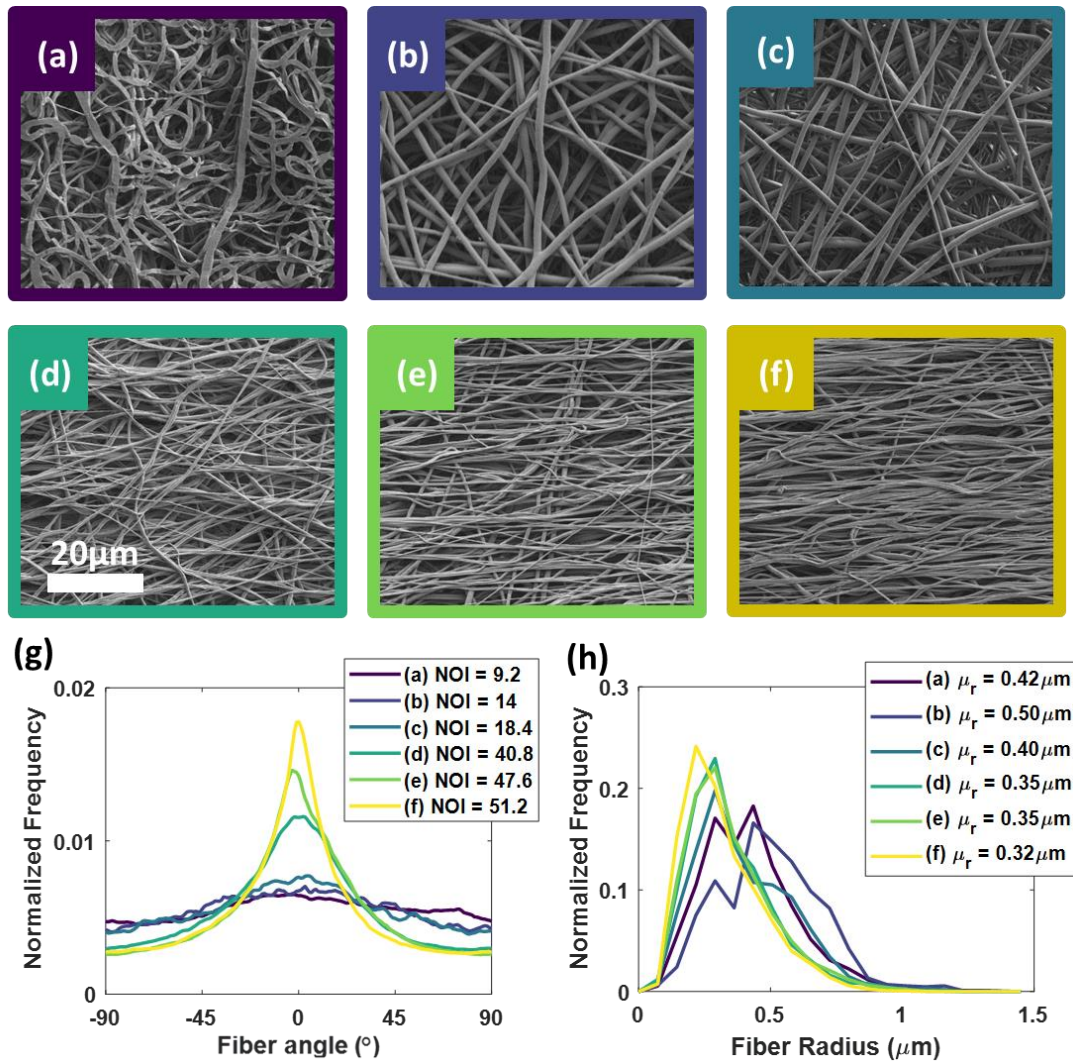 (a)
(b)
(c)
(d)
20μm
(e)
(f)
(g)
(a) NOI = 9.2
(b) NOI = 14
(c) NOI = 18.4
(d) NOI = 40.8
(e) NOI = 47.6
(f) NOI = 51.2
0.02
0.01
0
-90
-45
0
45
90
Normalized Frequency
Fiber angle (°)
(h)
(a) μr = 0.42μm
(b) μr = 0.50μm
(c) μr = 0.40μm
(d) μr = 0.35μm
(e) μr = 0.35μm
(f) μr = 0.32μm
0.3
0.2
0.1
0
0
0.5
1
1.5
Normalized Frequency
Fiber Radius (μm)